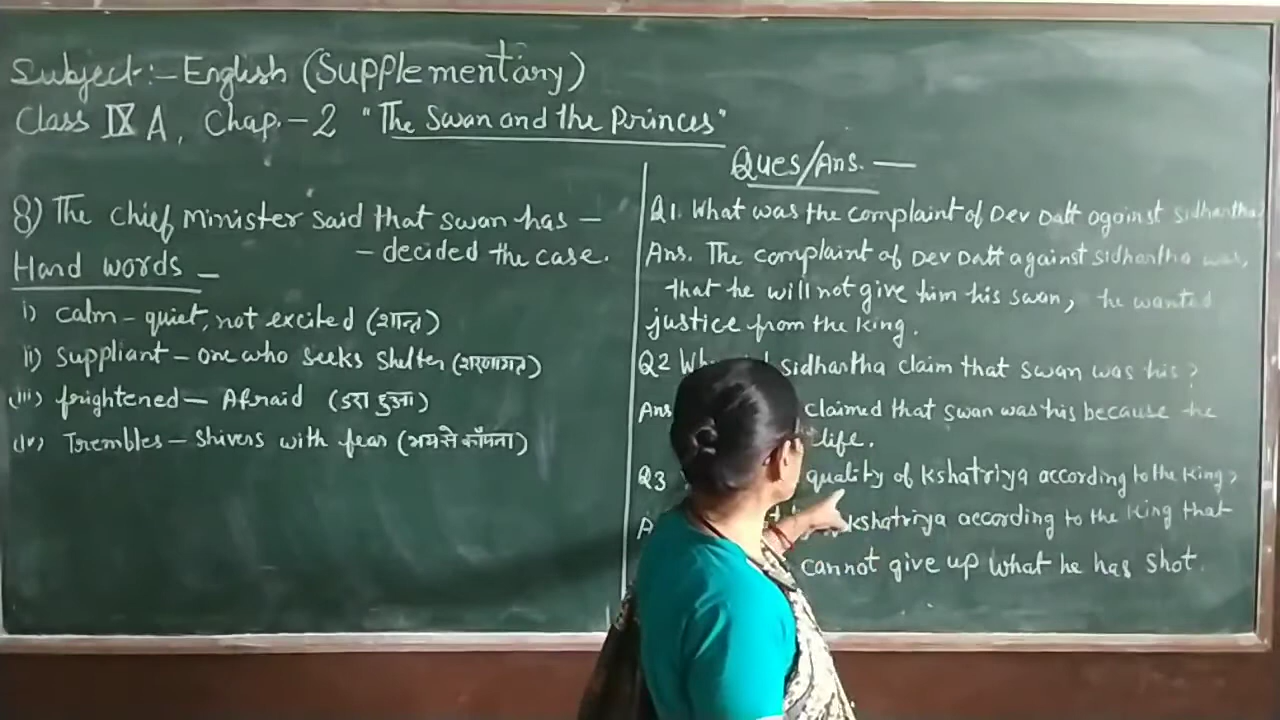 Subject:- English (Supplementary)
Class IX A, Chap.-2 "The Swan and the Princes"
8) The Chief Minister said that swan has —
— decided the case.
Hard words —
i) calm - quiet, not excited (शान्त)
ii) Suppliant - one who seeks shelter (शरणागत)
(iii) frightened - Afraid (डरा हुआ)
(iv) Trembles - Shivers with fear (भय से काँपना)
Ques/Ans. —
Q1. What was the complaint of Dev Datt against Sidhartha
Ans. The complaint of Dev Datt against Sidhartha was,
that he will not give him his swan, he wanted
justice from the King.
Q2 Sidhartha claim that swan was his?
Ans claimed that swan was his because he
life.
Q3 quality of Kshatriya according to the King?
Kshatriya according to the King that
cannot give up what he has shot.